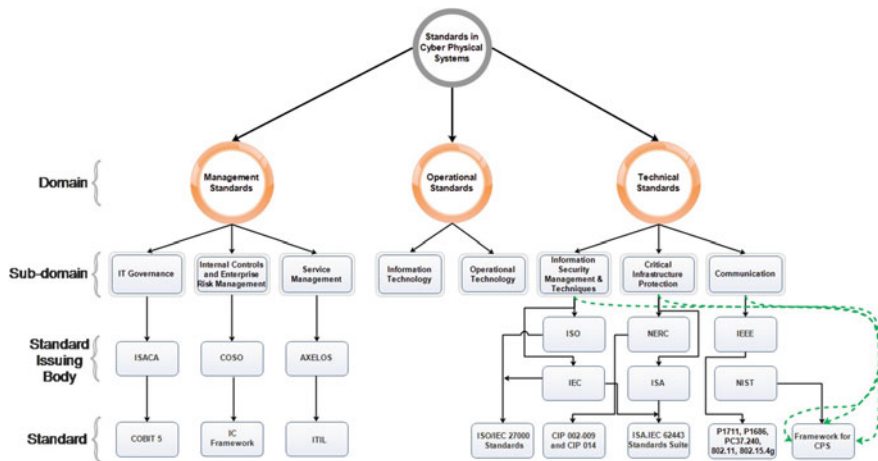 Standards in
Cyber Physical
Systems
Domain
Management
Standards
Operational
Standards
Technical
Standards
Sub-domain
IT Governance
Internal Controls
and Enterprise
Risk Management
Service
Management
Information
Technology
Operational
Technology
Information
Security
Management &
Techniques
Critical
Infrastructure
Protection
Communication
Standard
Issuing
Body
ISACA
COSO
AXELOS
ISO
NERC
IEEE
IEC
ISA
NIST
Standard
COBIT 5
IC
Framework
ITIL
ISO/IEC 27000
Standards
CIP 002-009
and CIP 014
ISA.IEC 62443
Standards Suite
P1711, P1686,
PC37.240,
802.11, 802.15.4g
Framework for
CPS